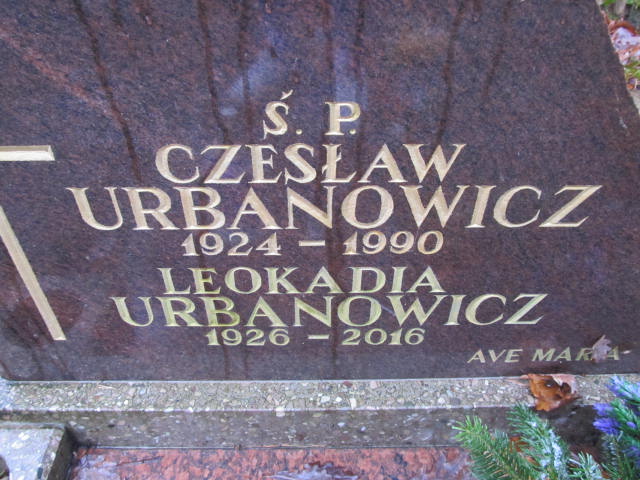 Ś. P.
CZESŁAW
URBANOWICZ
1924 – 1990
LEOKADIA
URBANOWICZ
1926 – 2016
AVE MARIA